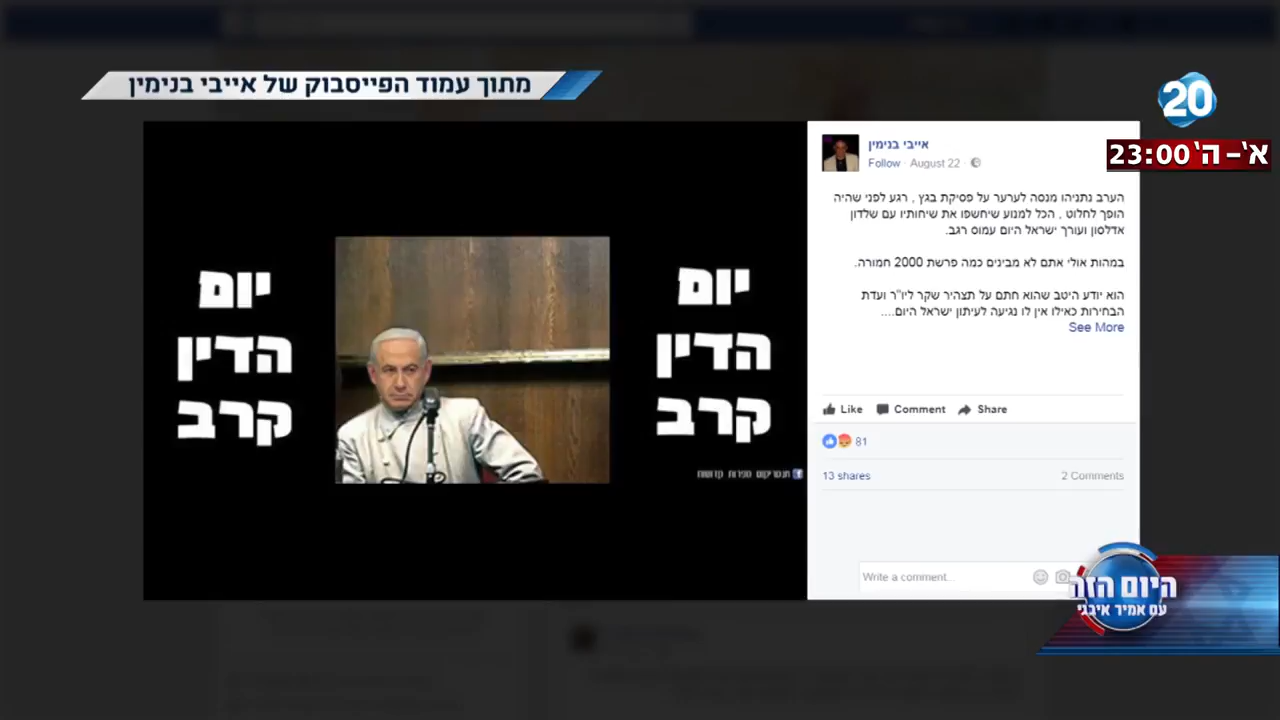 מתוך עמוד הפייסבוק של אייבי בנימין
20
א'-ה' 23:00
יום
הדין
קרב
יום
הדין
קרב
תנטריקום ספרות קדושות
אייבי בנימין
Follow · August 22 ·
הערב נתניהו מנסה לערער על פסיקת בגץ , רגע לפני שהיה
הופך לחלוט , הכל למנוע שיחשפו את שיחותיו עם שלדון
אדלסון ועורך ישראל היום עמוס רגב.
במהות אולי אתם לא מבינים כמה פרשת 2000 חמורה.
הוא יודע היטב שהוא חתם על תצהיר שקר ליו"ר ועדת
הבחירות כאילו אין לו נגיעה לעיתון ישראל היום....
See More
Like Comment Share
81
13 shares 2 Comments
Write a comment...
היום הזה
עם אמיר איבגי